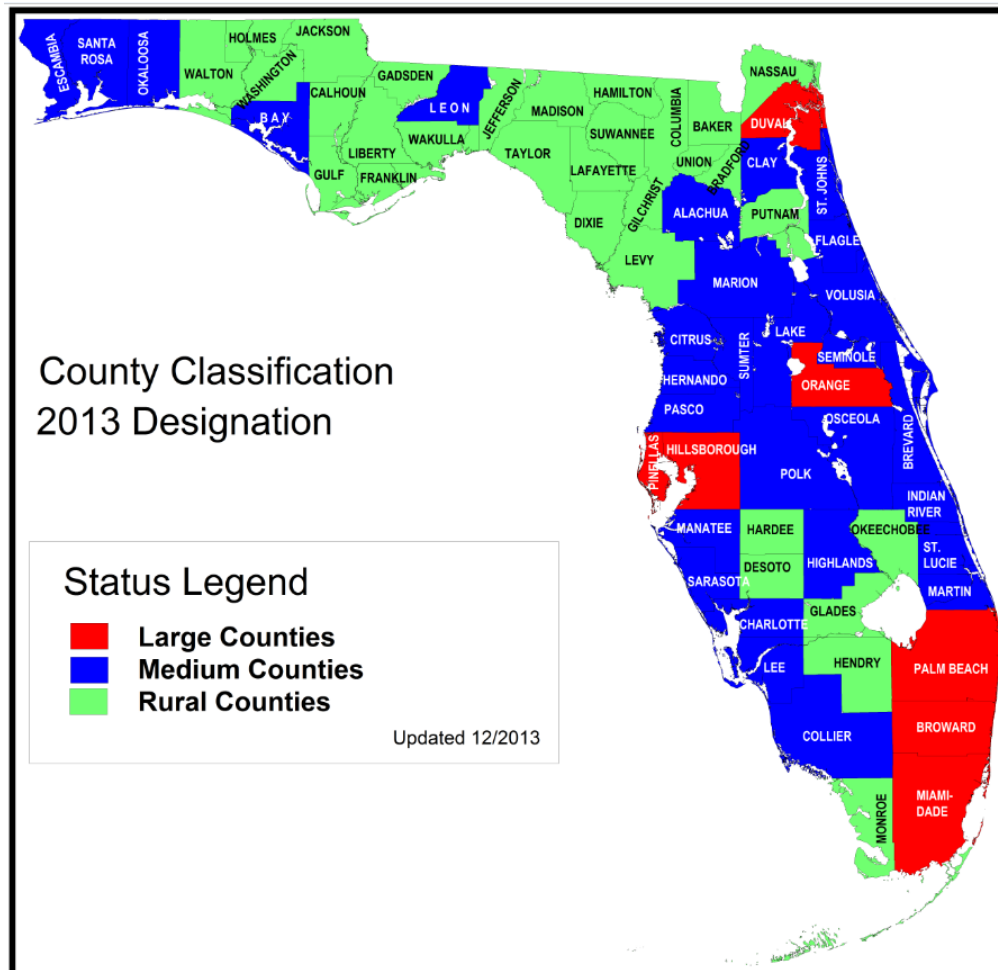 JACKSON
HOLMES
SANTA
ROSA
ESCAMBIA
OKALOOSA
WALTON
WASHINGTON
CALHOUN
GADSDEN
LEON
BAY
JEFFERSON
MADISON
HAMILTON
COLUMBIA
NASSAU
BAKER
DUVAL
SUWANNEE
WAKULLA
LIBERTY
TAYLOR
LAFAYETTE
UNION
BRADFORD
CLAY
ST. JOHNS
GULF
FRANKLIN
GILCHRIST
DIXIE
ALACHUA
PUTNAM
FLAGLE
LEVY
MARION
VOLUSIA
CITRUS
SUMTER
LAKE
SEMINOLE
HERNANDO
ORANGE
PASCO
OSCEOLA
BREVARD
PINELLAS
HILLSBOROUGH
POLK
INDIAN
RIVER
MANATEE
HARDEE
OKEECHOBEE
ST.
LUCIE
HIGHLANDS
DESOTO
SARASOTA
MARTIN
GLADES
CHARLOTTE
LEE
HENDRY
PALM BEACH
COLLIER
BROWARD
MIAMI-
DADE
MONROE
County Classification
2013 Designation
Status Legend
Large Counties
Medium Counties
Rural Counties
Updated 12/2013